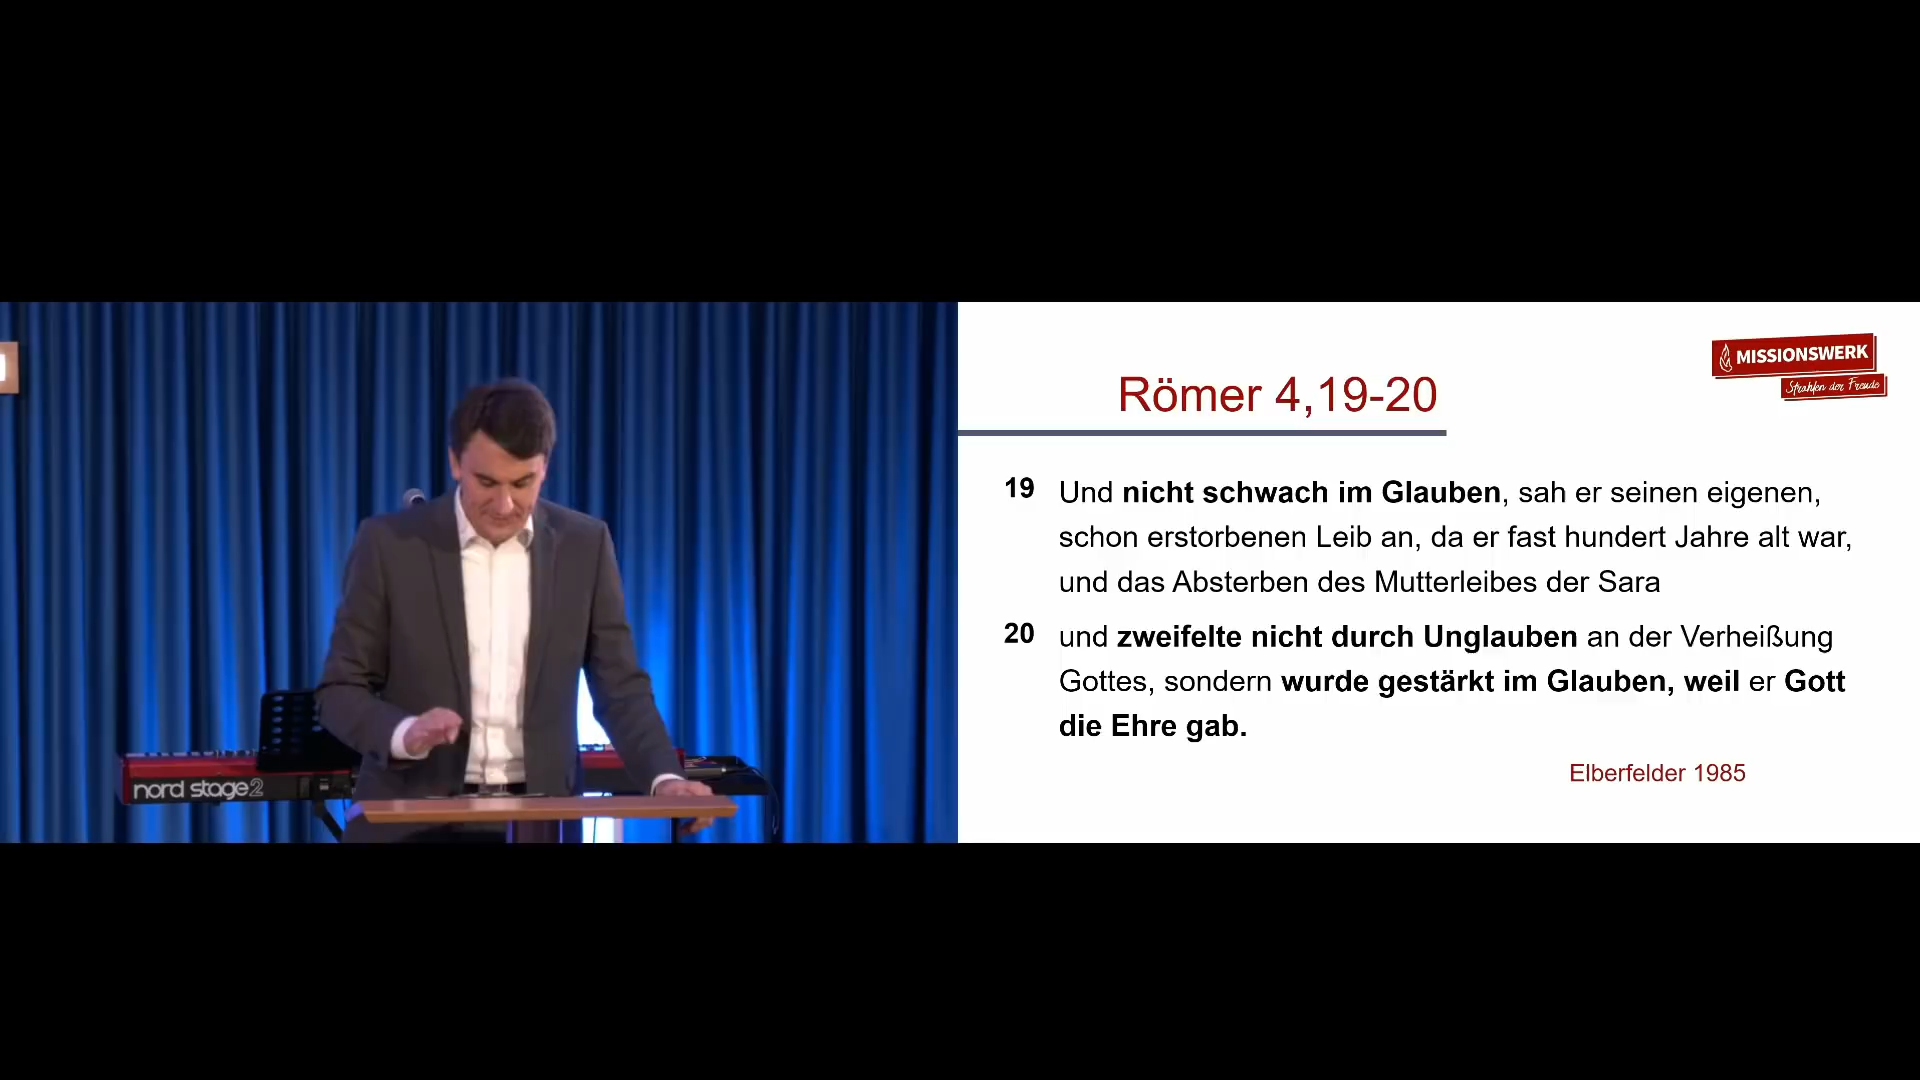 nord stage2
MISSIONSWERK
Strahlen der Freude
Römer 4,19-20
19 Und nicht schwach im Glauben, sah er seinen eigenen,
schon erstorbenen Leib an, da er fast hundert Jahre alt war,
und das Absterben des Mutterleibes der Sara
20 und zweifelte nicht durch Unglauben an der Verheißung
Gottes, sondern wurde gestärkt im Glauben, weil er Gott
die Ehre gab.
Elberfelder 1985